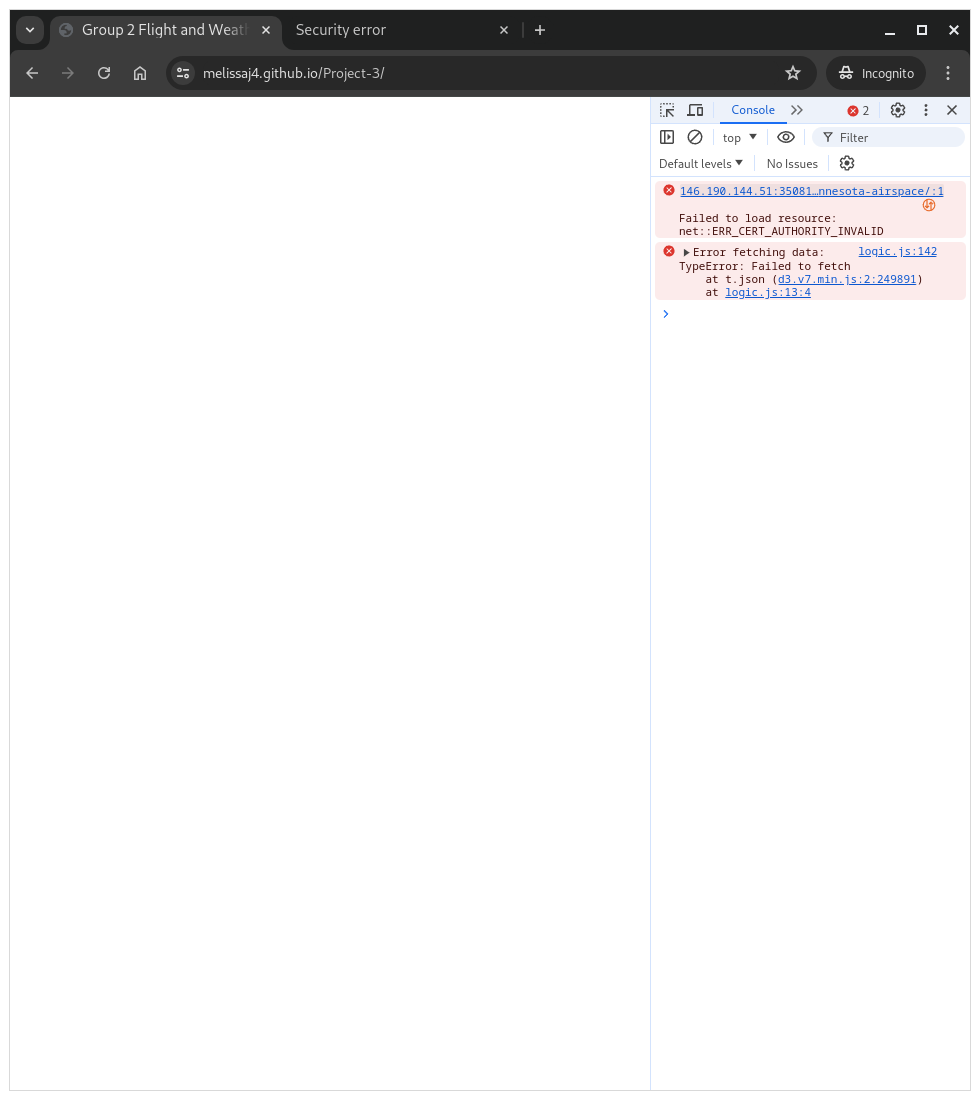 Group 2 Flight and Weat
Security error
melissaj4.github.io/Project-3/
Incognito
Console
2
top
Filter
Default levels
No Issues
146.190.144.51:35081…nnesota-airspace/:1
Failed to load resource:
net::ERR_CERT_AUTHORITY_INVALID
Error fetching data: logic.js:142
TypeError: Failed to fetch
at t.json (d3.v7.min.js:2:249891)
at logic.js:13:4